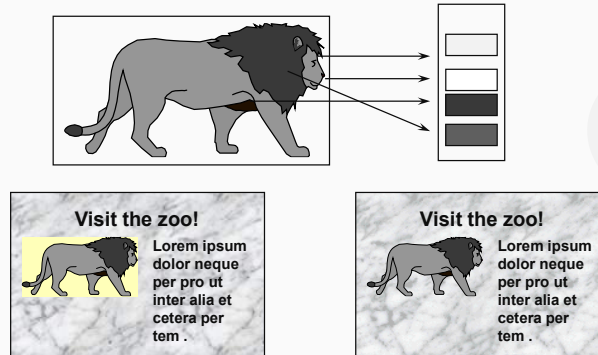 Visit the zoo!
Lorem ipsum
dolor neque
per pro ut
inter alia et
cetera per
tem .
Visit the zoo!
Lorem ipsum
dolor neque
per pro ut
inter alia et
cetera per
tem .